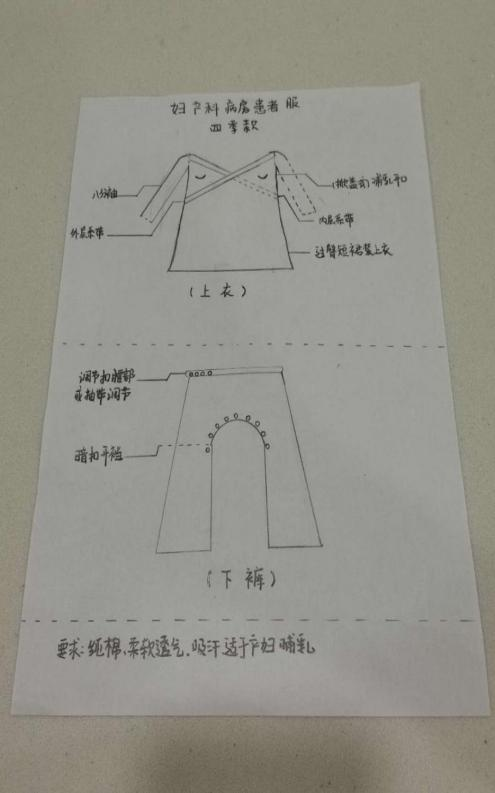 妇产科病房患者服
四季款
八分袖
(掀盖式)哺乳开口
外层系带
内层系带
过臀短裙装上衣
(上衣)
调节扣腰部
或抽带调节
暗扣开裆
(下裤)
要求:纯棉、柔软透气、吸汗适于产妇哺乳